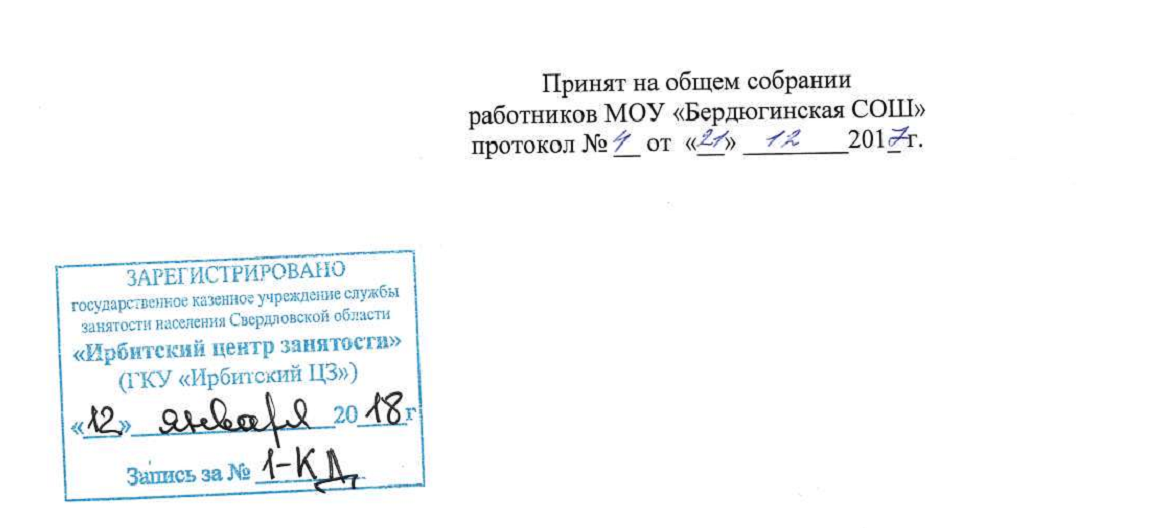 Принят на общем собрании
работников МОУ «Бердюгинская СОШ»
протокол № 4 от «21» 12 2017г.
ЗАРЕГИСТРИРОВАНО
государственное казенное учреждение службы
занятости населения Свердловской области
«Ирбитский центр занятости»
(ГКУ «Ирбитский ЦЗ»)
«12» января 2018г
Запись за № 1-КД